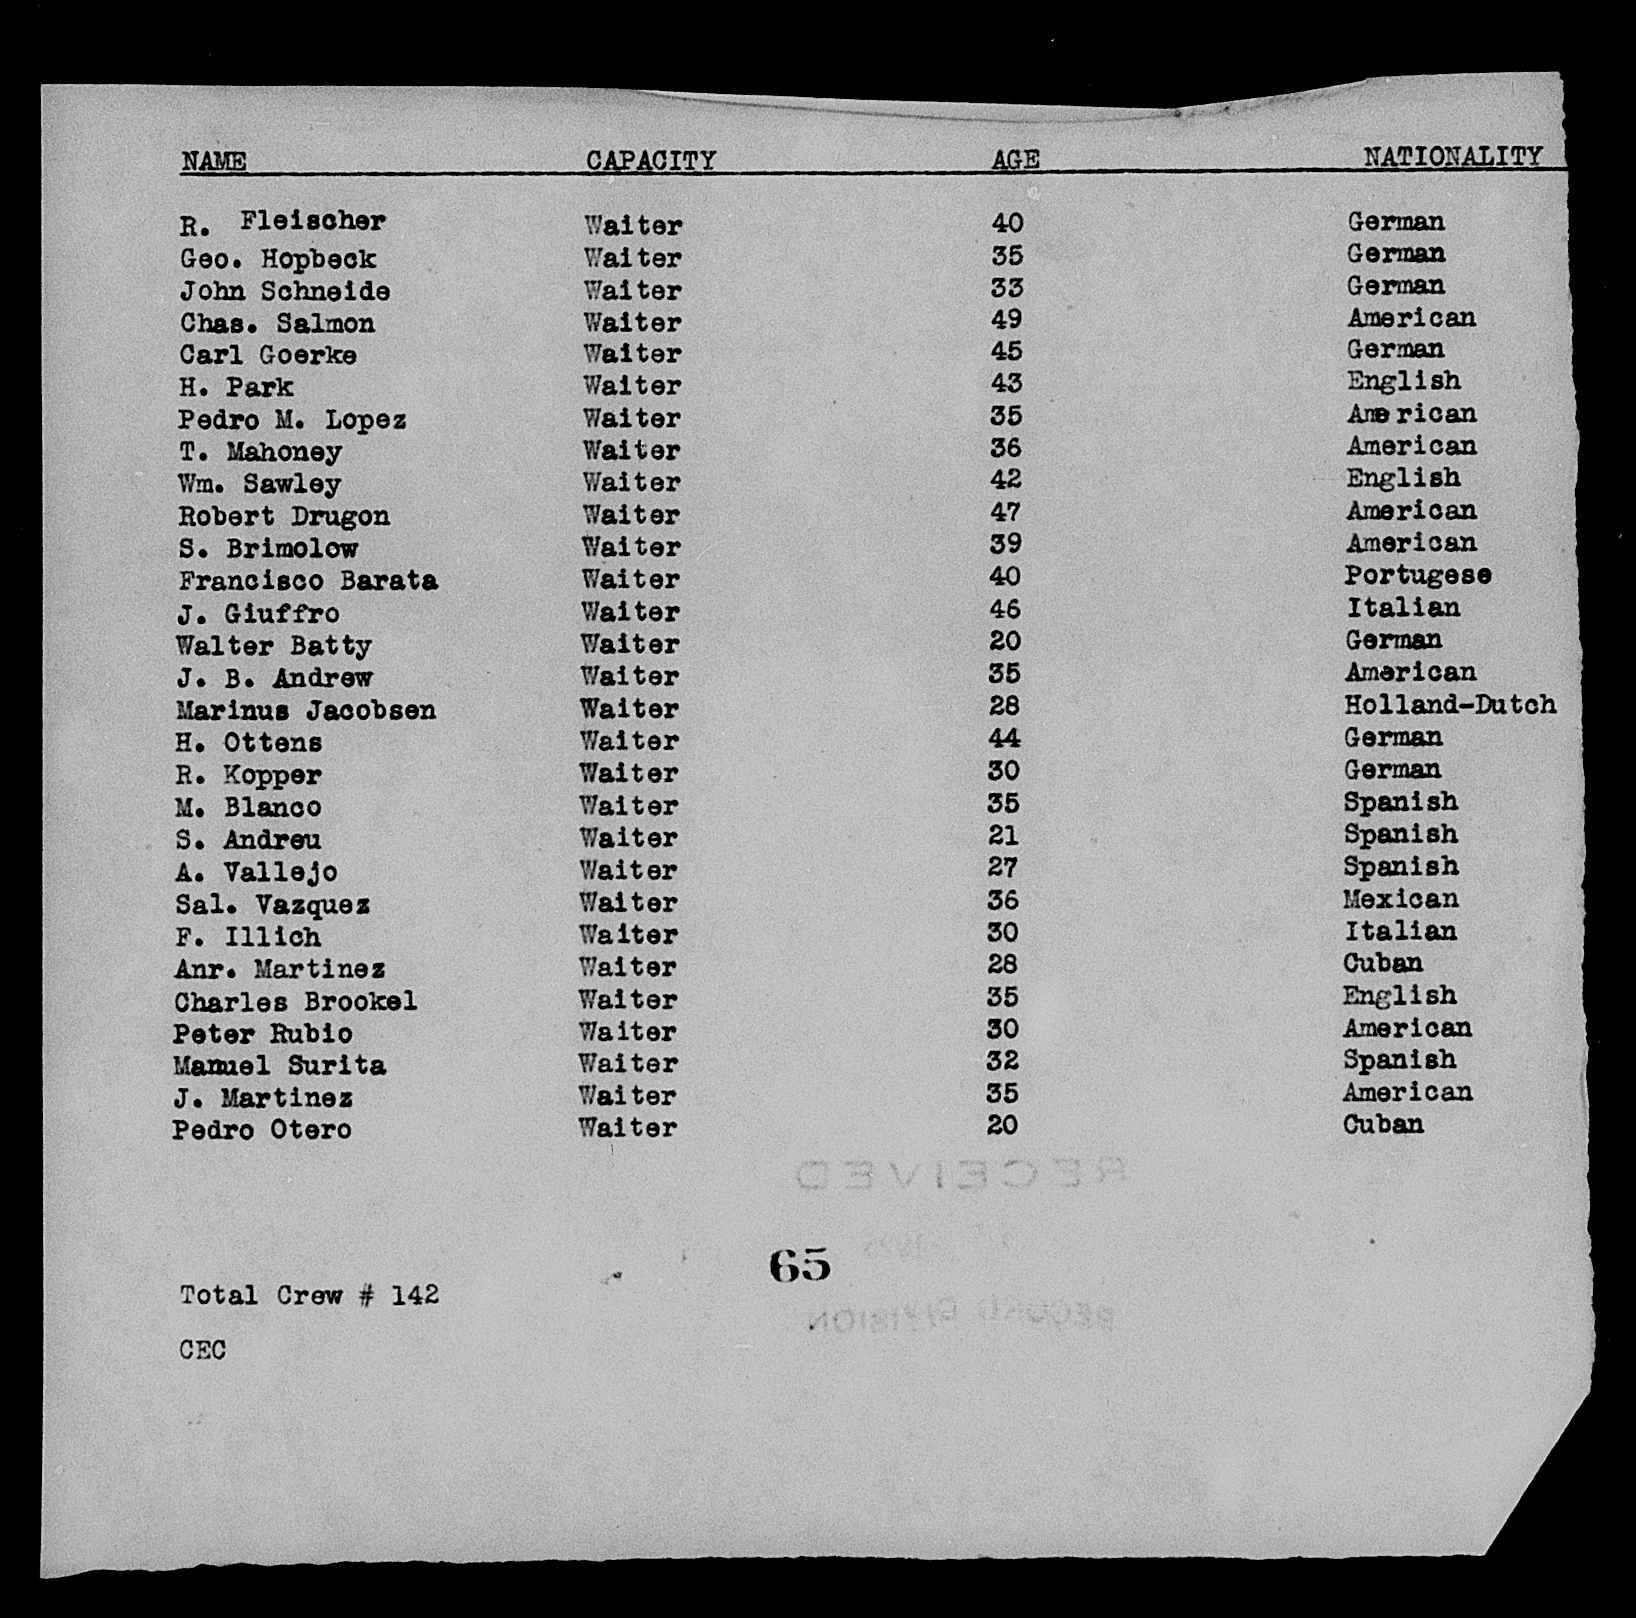 NAME CAPACITY AGE NATIONALITY
R. Fleischer Waiter 40 German
Geo. Hopbeck Waiter 35 German
John Schneide Waiter 33 German
Chas. Salmon Waiter 49 American
Carl Goerke Waiter 45 German
H. Park Waiter 43 English
Pedro M. Lopez Waiter 35 American
T. Mahoney Waiter 36 American
Wm. Sawley Waiter 42 English
Robert Drugon Waiter 47 American
S. Brimolow Waiter 39 American
Francisco Barata Waiter 40 Portugese
J. Giuffro Waiter 46 Italian
Walter Batty Waiter 20 German
J. B. Andrew Waiter 35 American
Marinus Jacobsen Waiter 28 Holland-Dutch
H. Ottens Waiter 44 German
R. Kopper Waiter 30 German
M. Blanco Waiter 35 Spanish
S. Andreu Waiter 21 Spanish
A. Vallejo Waiter 27 Spanish
Sal. Vazquez Waiter 36 Mexican
F. Illich Waiter 30 Italian
Anr. Martinez Waiter 28 Cuban
Charles Brookel Waiter 35 English
Peter Rubio Waiter 30 American
Manuel Surita Waiter 32 Spanish
J. Martinez Waiter 35 American
Pedro Otero Waiter 20 Cuban
RECEIVED
65
Total Crew # 142
RECORD DIVISION
CEC